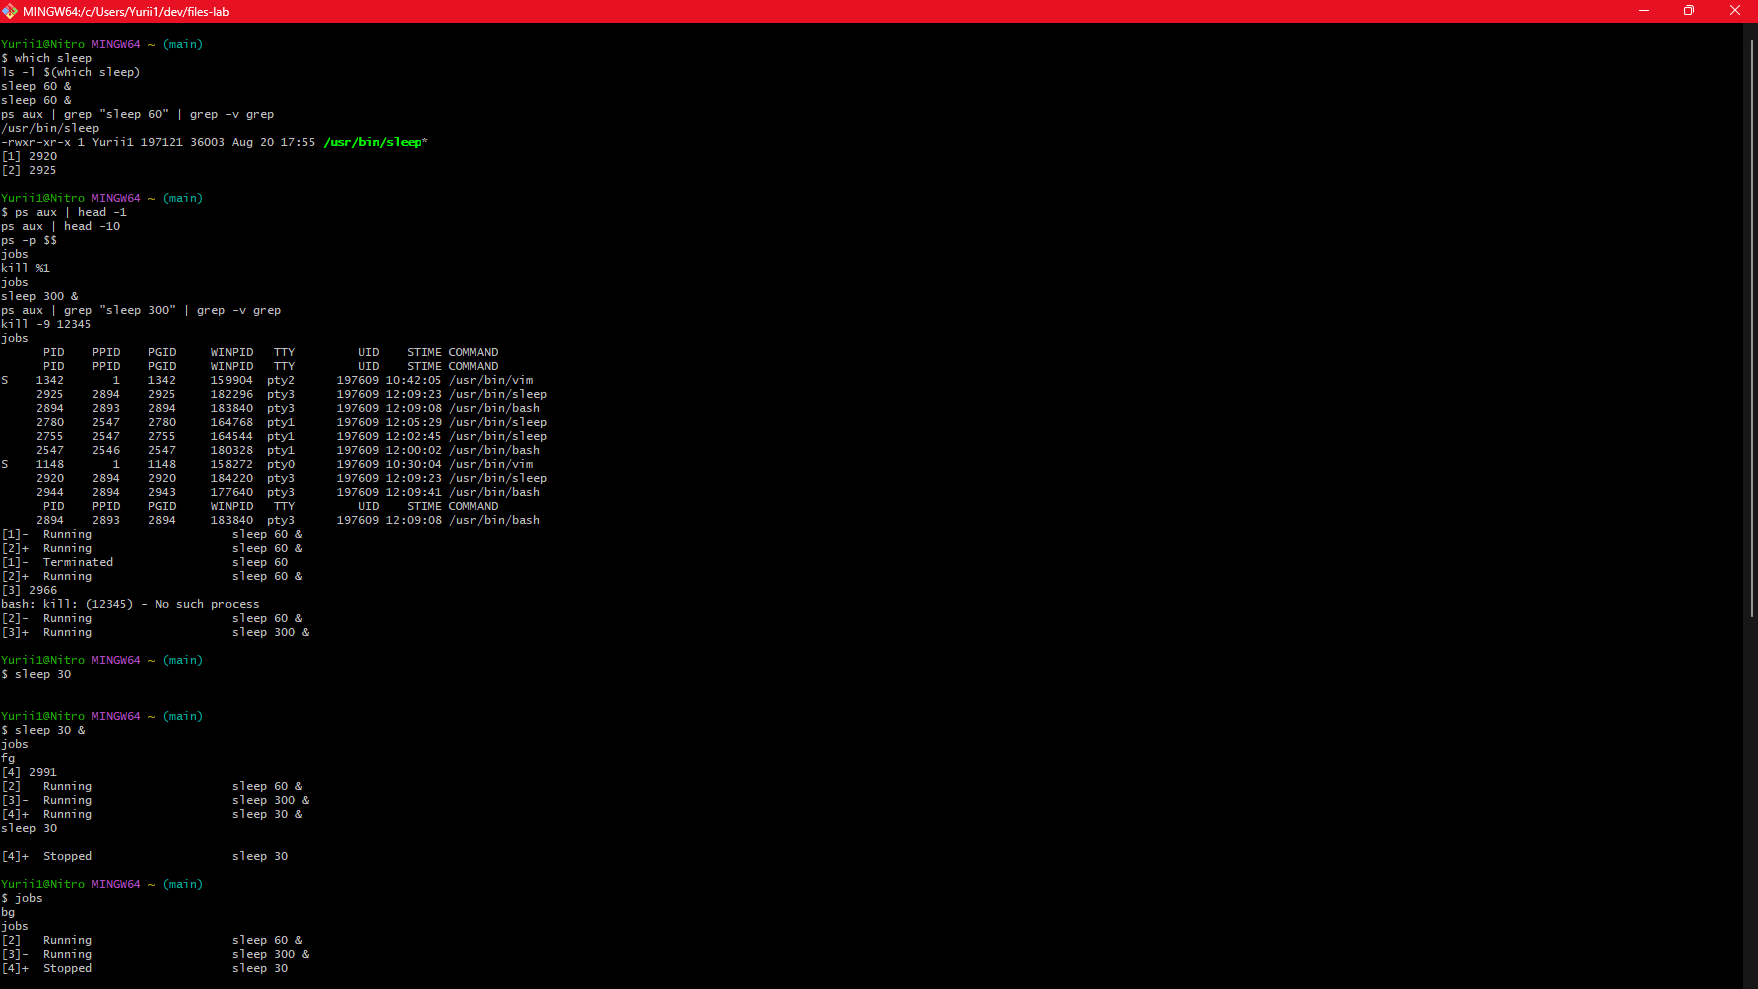 MINGW64:/c/Users/Yurii1/dev/files-lab
Yurii1@Nitro MINGW64 ~ (main)
$ which sleep
ls -l $(which sleep)
sleep 60 &
sleep 60 &
ps aux | grep "sleep 60" | grep -v grep
/usr/bin/sleep
-rwxr-xr-x 1 Yurii1 197121 36003 Aug 20 17:55 /usr/bin/sleep*
[1] 2920
[2] 2925
Yurii1@Nitro MINGW64 ~ (main)
$ ps aux | head -1
ps aux | head -10
ps -p $$
jobs
kill %1
jobs
sleep 300 &
ps aux | grep "sleep 300" | grep -v grep
kill -9 12345
jobs
      PID    PPID    PGID     WINPID   TTY         UID    STIME COMMAND
      PID    PPID    PGID     WINPID   TTY         UID    STIME COMMAND
S    1342       1    1342     159904  pty2      197609 10:42:05 /usr/bin/vim
     2925    2894    2925     182296  pty3      197609 12:09:23 /usr/bin/sleep
     2894    2893    2894     183840  pty3      197609 12:09:08 /usr/bin/bash
     2780    2547    2780     164768  pty1      197609 12:05:29 /usr/bin/sleep
     2755    2547    2755     164544  pty1      197609 12:02:45 /usr/bin/sleep
     2547    2546    2547     180328  pty1      197609 12:00:02 /usr/bin/bash
S    1148       1    1148     158272  pty0      197609 10:30:04 /usr/bin/vim
     2920    2894    2920     184220  pty3      197609 12:09:23 /usr/bin/sleep
     2944    2894    2943     177640  pty3      197609 12:09:41 /usr/bin/bash
      PID    PPID    PGID     WINPID   TTY         UID    STIME COMMAND
     2894    2893    2894     183840  pty3      197609 12:09:08 /usr/bin/bash
[1]-  Running                    sleep 60 &
[2]+  Running                    sleep 60 &
[1]-  Terminated                 sleep 60
[2]+  Running                    sleep 60 &
[3] 2966
bash: kill: (12345) - No such process
[2]-  Running                    sleep 60 &
[3]+  Running                    sleep 300 &
Yurii1@Nitro MINGW64 ~ (main)
$ sleep 30
Yurii1@Nitro MINGW64 ~ (main)
$ sleep 30 &
jobs
fg
[4] 2991
[2]   Running                    sleep 60 &
[3]-  Running                    sleep 300 &
[4]+  Running                    sleep 30 &
sleep 30
[4]+  Stopped                    sleep 30
Yurii1@Nitro MINGW64 ~ (main)
$ jobs
bg
jobs
[2]   Running                    sleep 60 &
[3]-  Running                    sleep 300 &
[4]+  Stopped                    sleep 30